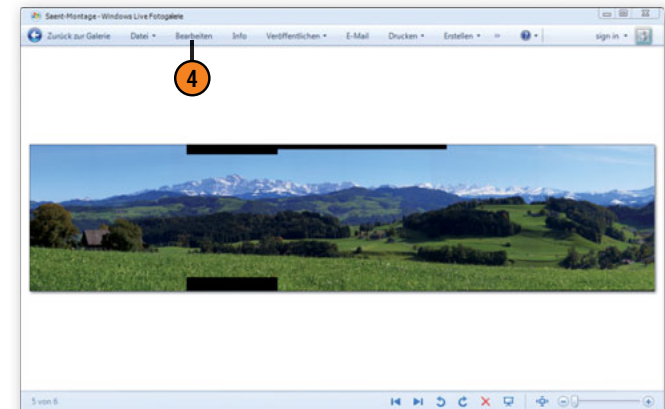 Saent-Montage - Windows Live Fotogalerie
Zurück zur Galerie Datei Bearbeiten Info Veröffentlichen E-Mail Drucken Erstellen » sign in
4
5 von 6